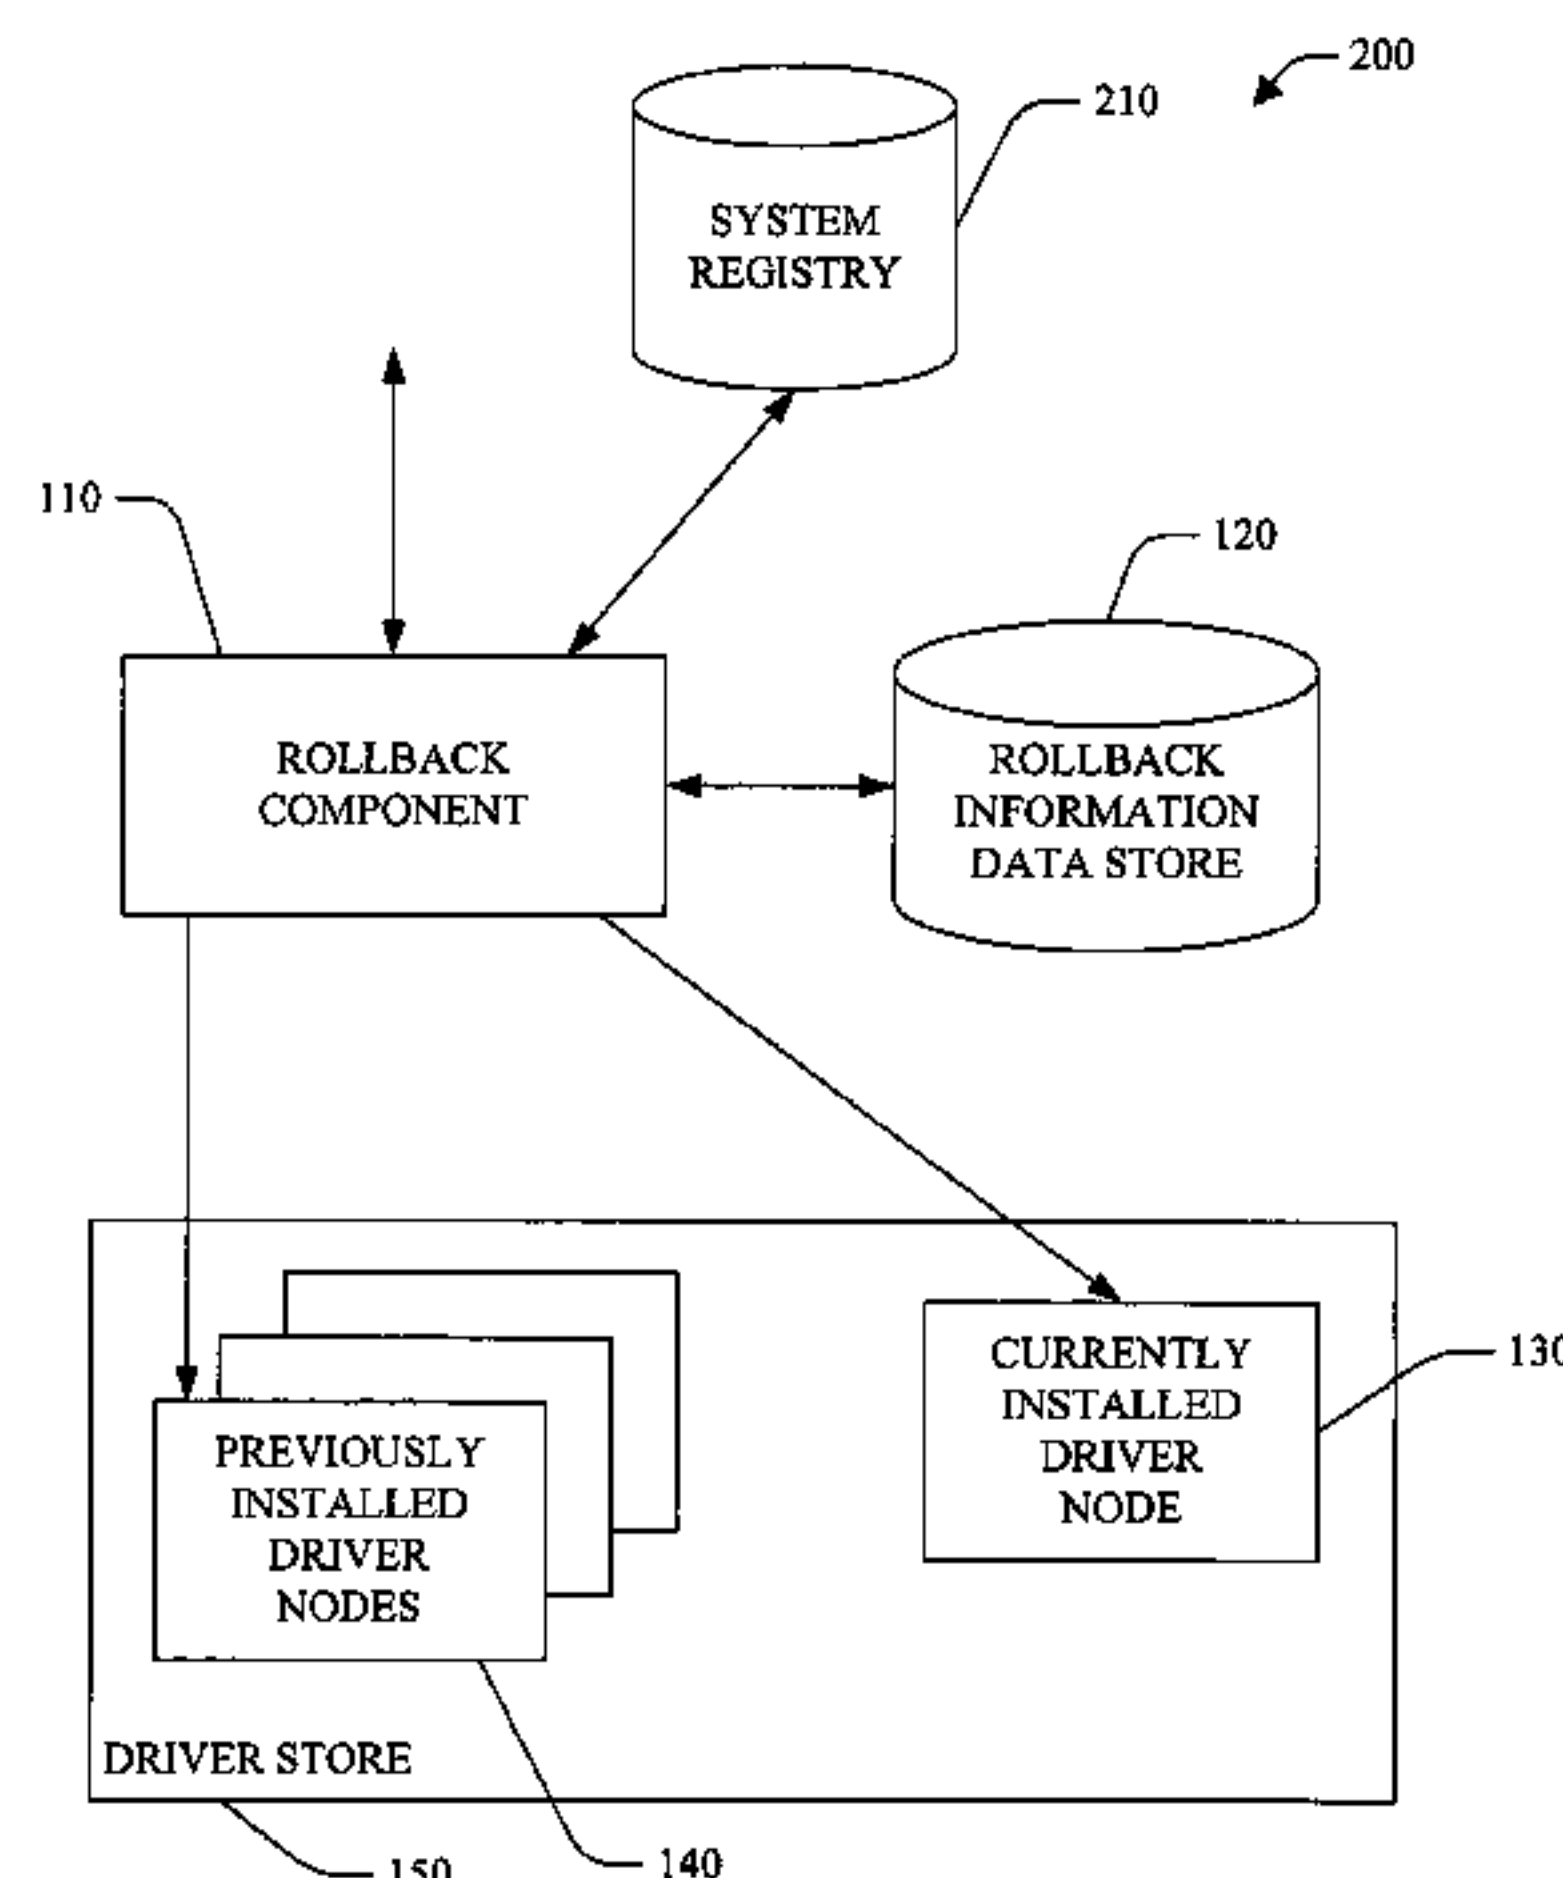 200
210
SYSTEM
REGISTRY
110
120
ROLLBACK
COMPONENT
ROLLBACK
INFORMATION
DATA STORE
CURRENTLY
INSTALLED
DRIVER
NODE
130
PREVIOUSLY
INSTALLED
DRIVER
NODES
DRIVER STORE
150
140